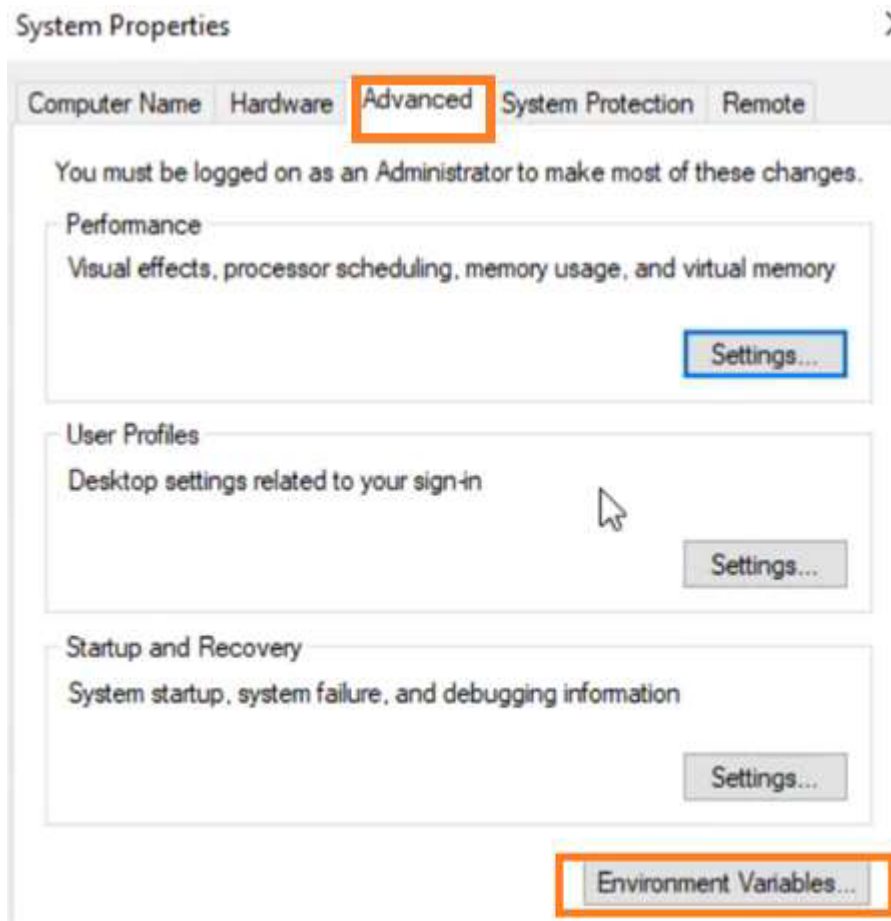 System Properties
Computer Name Hardware Advanced System Protection Remote
You must be logged on as an Administrator to make most of these changes.
Performance
Visual effects, processor scheduling, memory usage, and virtual memory
Settings...
User Profiles
Desktop settings related to your sign-in
Settings...
Startup and Recovery
System startup, system failure, and debugging information
Settings...
Environment Variables...